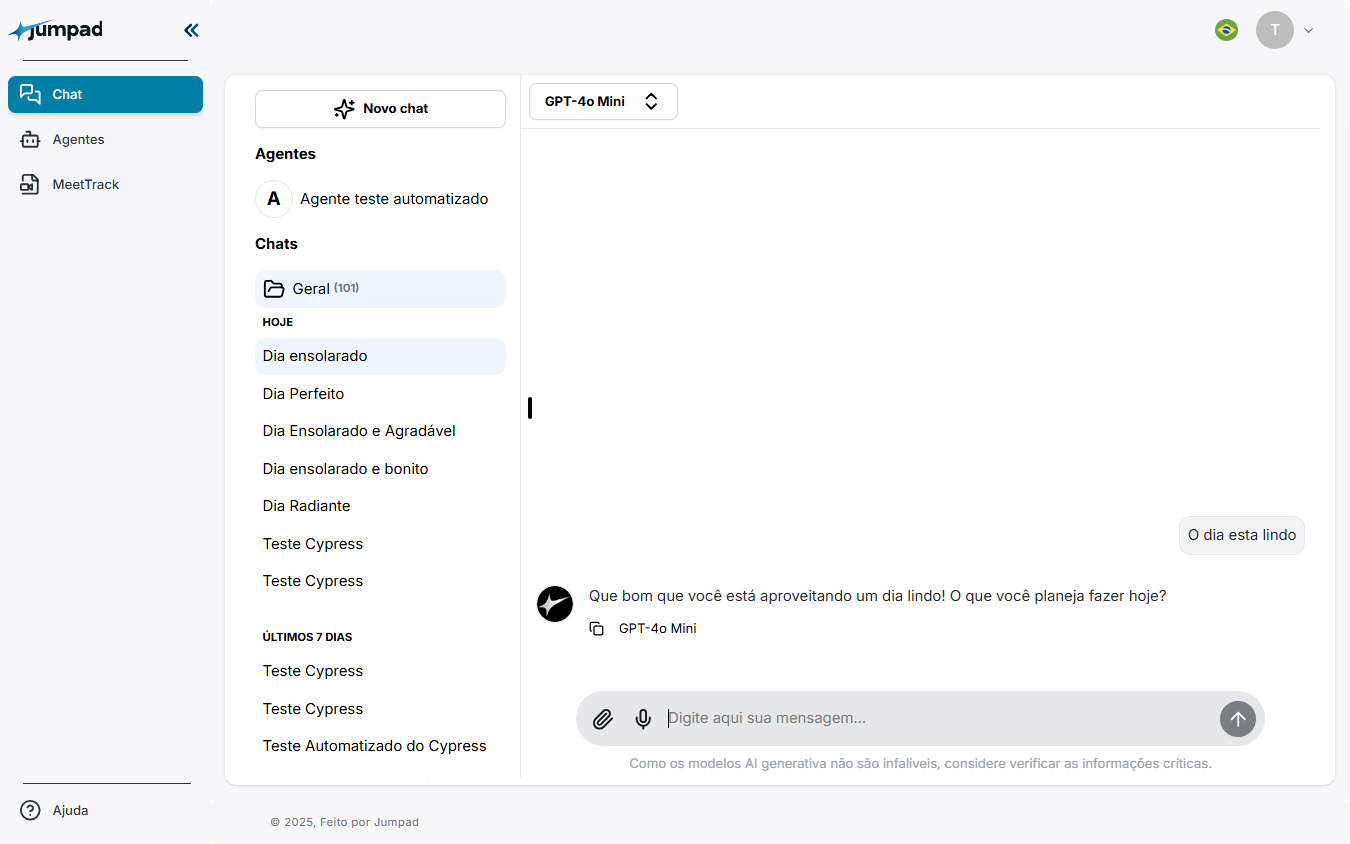 jumpad
Chat
Agentes
MeetTrack
Ajuda
T
Novo chat
Agentes
A Agente teste automatizado
Chats
Geral (101)
HOJE
Dia ensolarado
Dia Perfeito
Dia Ensolarado e Agradável
Dia ensolarado e bonito
Dia Radiante
Teste Cypress
Teste Cypress
ÚLTIMOS 7 DIAS
Teste Cypress
Teste Cypress
Teste Automatizado do Cypress
GPT-4o Mini
O dia esta lindo
Que bom que você está aproveitando um dia lindo! O que você planeja fazer hoje?
GPT-4o Mini
Digite aqui sua mensagem...
Como os modelos AI generativa não são infalíveis, considere verificar as informações críticas.
© 2025, Feito por Jumpad